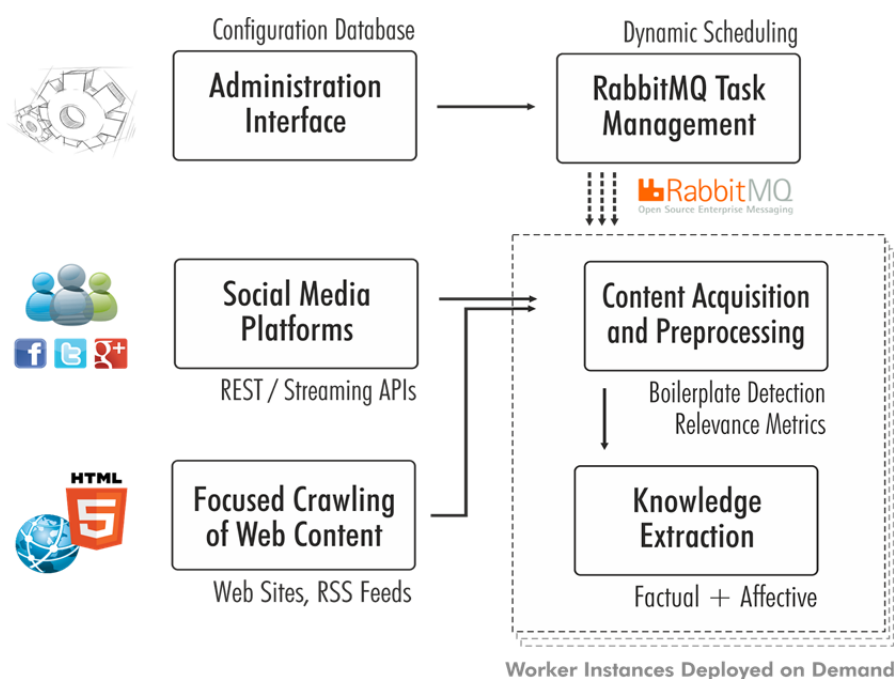 Configuration Database
Administration
Interface
Dynamic Scheduling
RabbitMQ Task
Management
RabbitMQ
Open Source Enterprise Messaging
Social Media
Platforms
f t g+
REST / Streaming APIs
Content Acquisition
and Preprocessing
Boilerplate Detection
Relevance Metrics
HTML
5
Focused Crawling
of Web Content
Web Sites, RSS Feeds
Knowledge
Extraction
Factual + Affective
Worker Instances Deployed on Demand